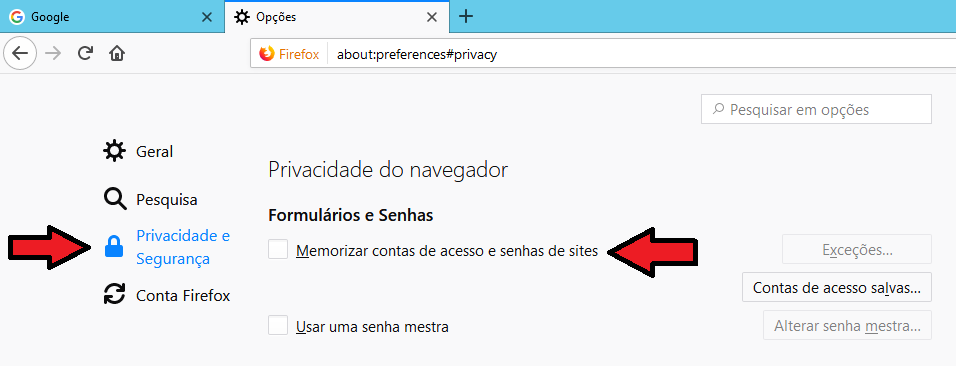 Google
Opções
Firefox
about:preferences#privacy
Pesquisar em opções
Geral
Pesquisa
Privacidade e
Segurança
Conta Firefox
Privacidade do navegador
Formulários e Senhas
Memorizar contas de acesso e senhas de sites
Exceções...
Contas de acesso salvas...
Usar uma senha mestra
Alterar senha mestra...